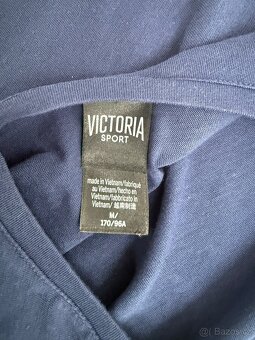 VICTORIA
SPORT
made in Vietnam/fabriqué
au Vietnam/hecho en
Vietnam/fabbricato in
Vietnam/ 越南制造
M/
170/96A